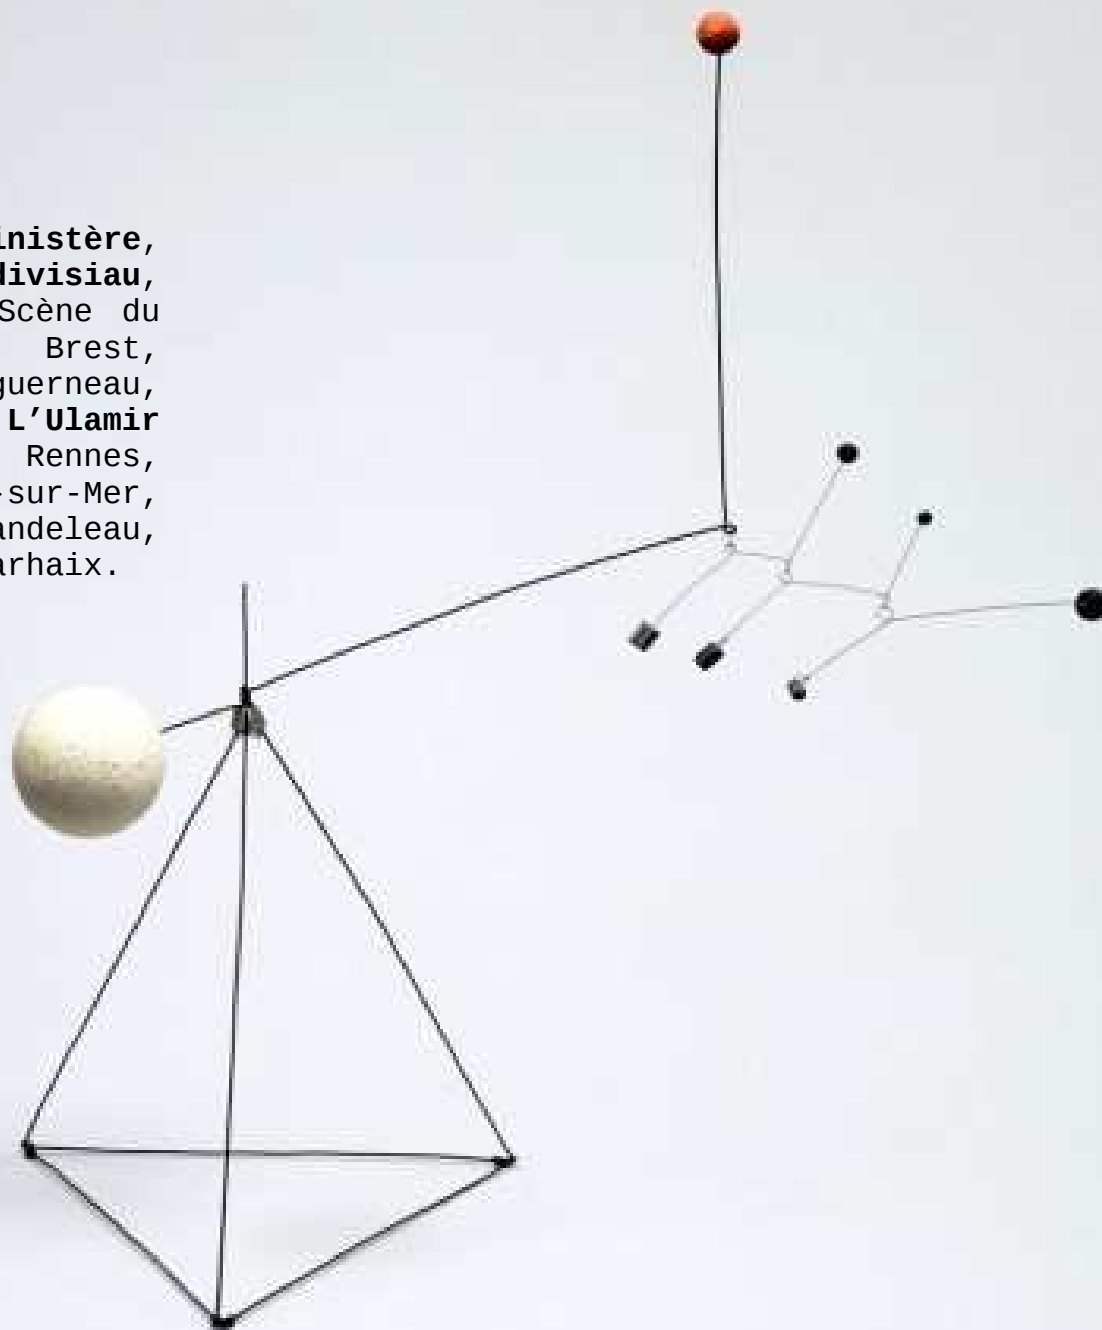 inistère,
divisiau,
Scène du
Brest,
guerneau,
L’Ulamir
Rennes,
-sur-Mer,
andeleau,
arhaix.